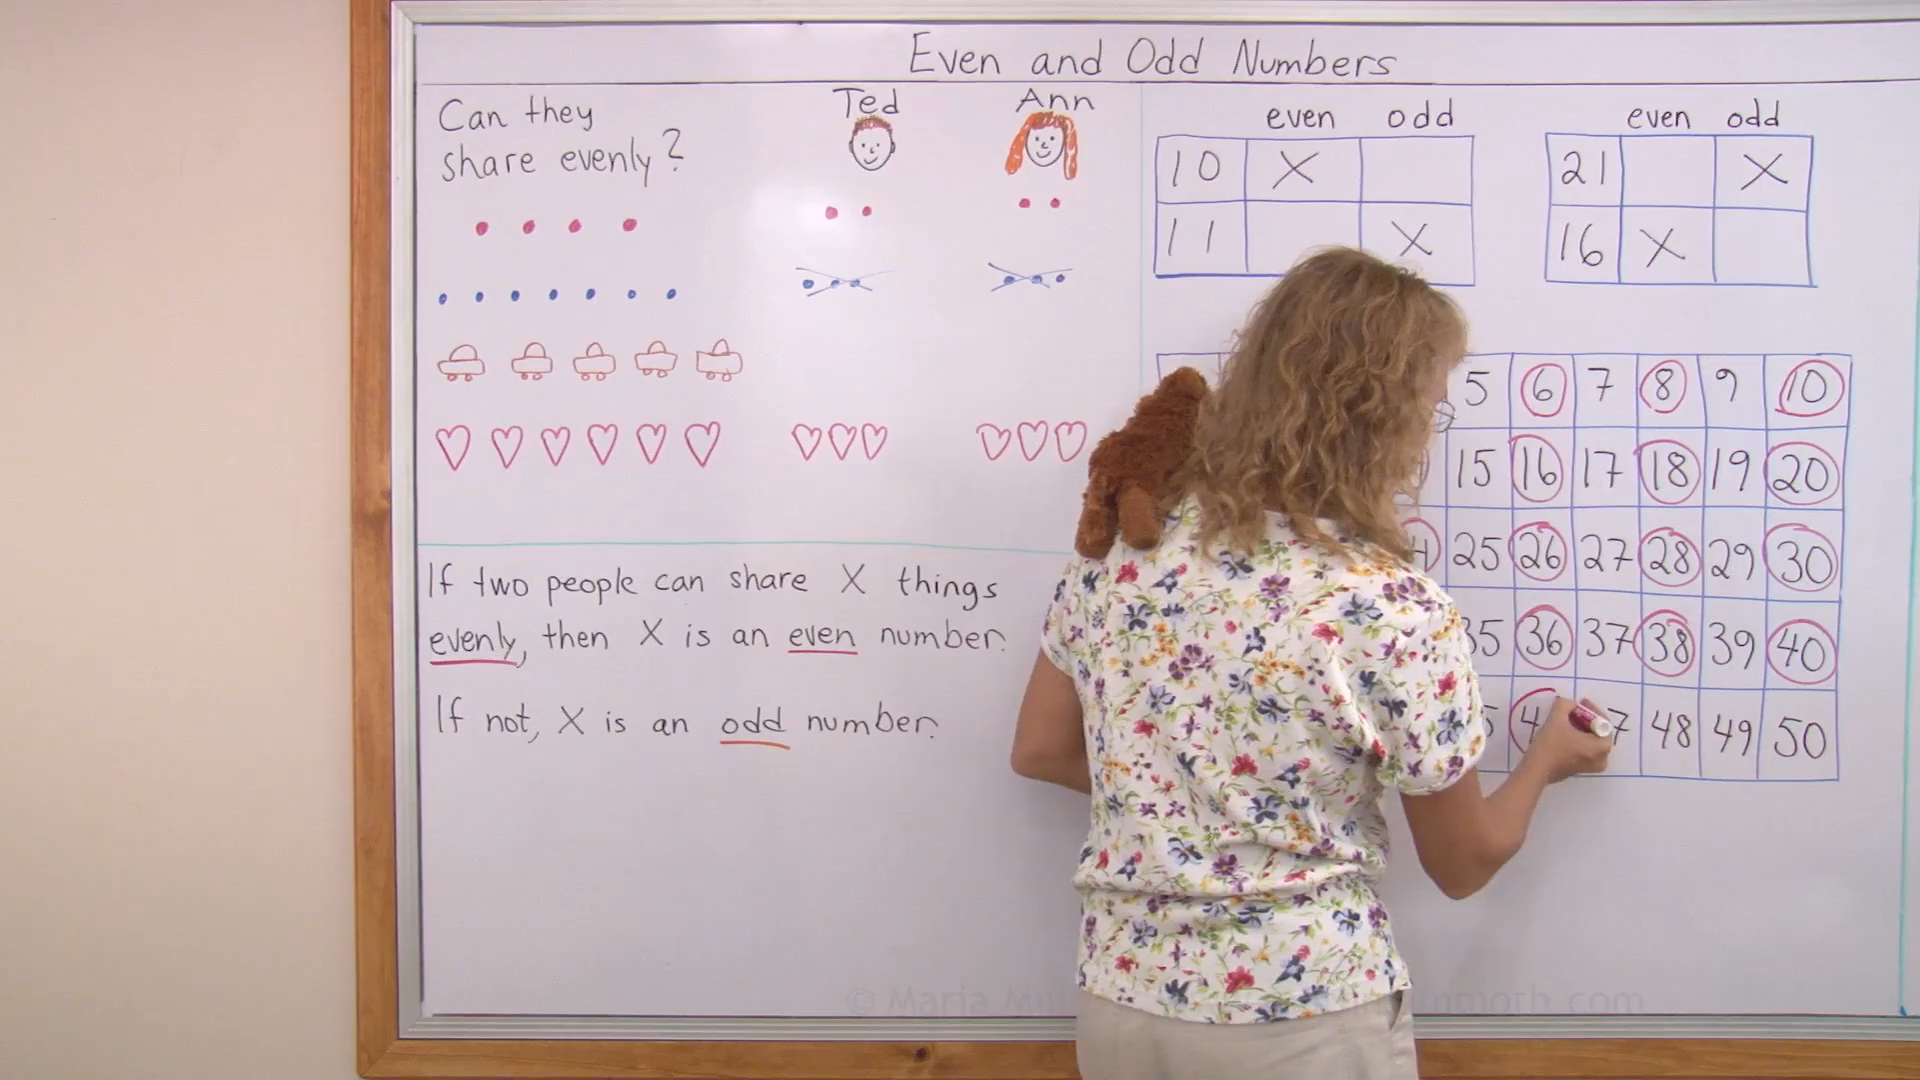 Even and Odd Numbers
Can they
share evenly?
Ted
Ann
even odd
10 X
11 X
even odd
21 X
16 X
5 6 7 8 9 10
15 16 17 18 19 20
25 26 27 28 29 30
35 36 37 38 39 40
48 49 50
If two people can share X things
evenly, then X is an even number.
If not, X is an odd number.
© Maria